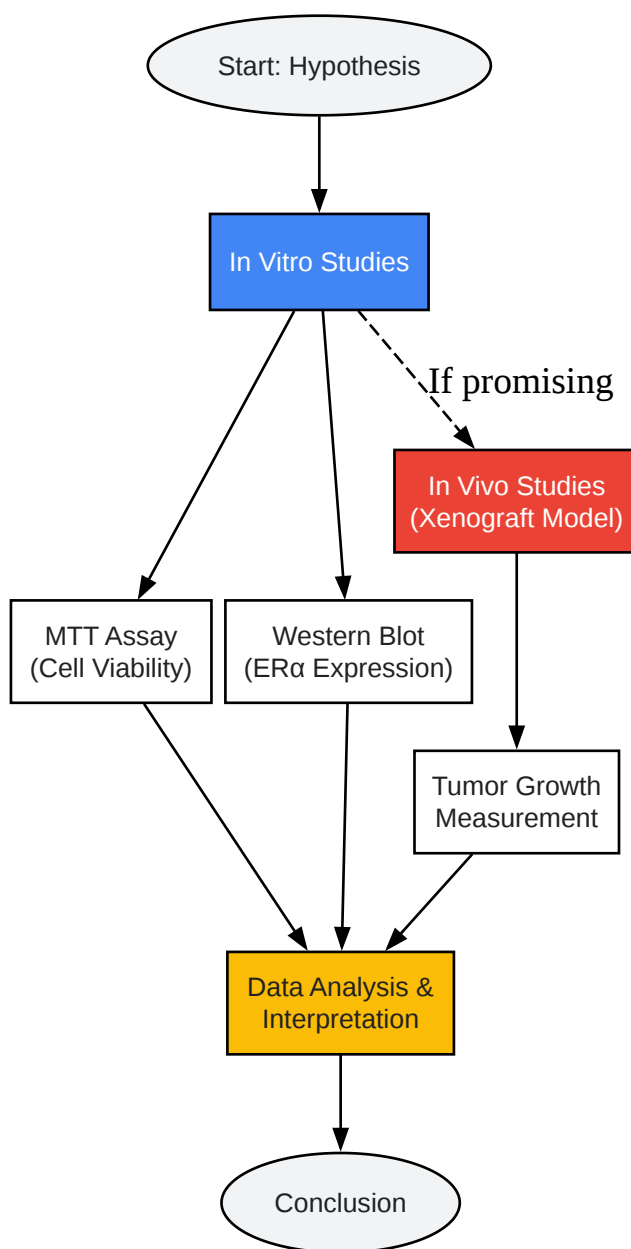 Start: Hypothesis
In Vitro Studies
If promising
In Vivo Studies
(Xenograft Model)
MTT Assay
(Cell Viability)
Western Blot
(ERα Expression)
Tumor Growth
Measurement
Data Analysis &
Interpretation
Conclusion